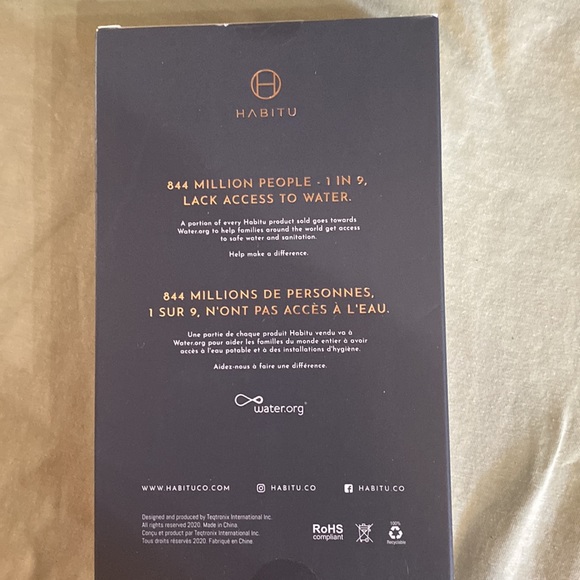 H
HABITU
844 MILLION PEOPLE - 1 IN 9,
LACK ACCESS TO WATER.
A portion of every Habitu product sold goes towards
Water.org to help families around the world get access
to safe water and sanitation.
Help make a difference.
844 MILLIONS DE PERSONNES,
1 SUR 9, N'ONT PAS ACCÈS À L'EAU.
Une partie de chaque produit Habitu vendu va à
Water.org pour aider les familles du monde entier à avoir
accès à l'eau potable et à des installations d'hygiène.
Aidez-nous à faire une différence.
water.org®
WWW.HABITUCO.COM HABITU.CO HABITU.CO
Designed and produced by Teqtronix International Inc.
All rights reserved 2020. Made in China.
Conçu et produit par Teqtronix International Inc.
Tous droits réservés 2020. Fabriqué en Chine.
RoHS
compliant
100%
Recyclable